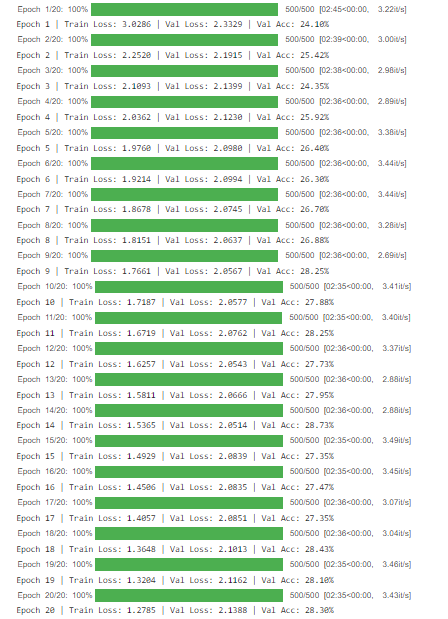 Epoch 1/20: 100% 500/500 [02:45<00:00, 3.22it/s]
Epoch 1 | Train Loss: 3.0286 | Val Loss: 2.3329 | Val Acc: 24.10%
Epoch 2/20: 100% 500/500 [02:39<00:00, 3.00it/s]
Epoch 2 | Train Loss: 2.2520 | Val Loss: 2.1915 | Val Acc: 25.42%
Epoch 3/20: 100% 500/500 [02:38<00:00, 2.98it/s]
Epoch 3 | Train Loss: 2.1093 | Val Loss: 2.1399 | Val Acc: 24.35%
Epoch 4/20: 100% 500/500 [02:36<00:00, 2.89it/s]
Epoch 4 | Train Loss: 2.0362 | Val Loss: 2.1230 | Val Acc: 25.92%
Epoch 5/20: 100% 500/500 [02:36<00:00, 3.38it/s]
Epoch 5 | Train Loss: 1.9760 | Val Loss: 2.0980 | Val Acc: 26.40%
Epoch 6/20: 100% 500/500 [02:36<00:00, 3.44it/s]
Epoch 6 | Train Loss: 1.9214 | Val Loss: 2.0994 | Val Acc: 26.30%
Epoch 7/20: 100% 500/500 [02:36<00:00, 3.44it/s]
Epoch 7 | Train Loss: 1.8678 | Val Loss: 2.0745 | Val Acc: 26.70%
Epoch 8/20: 100% 500/500 [02:36<00:00, 3.28it/s]
Epoch 8 | Train Loss: 1.8151 | Val Loss: 2.0637 | Val Acc: 26.88%
Epoch 9/20: 100% 500/500 [02:36<00:00, 2.69it/s]
Epoch 9 | Train Loss: 1.7661 | Val Loss: 2.0567 | Val Acc: 28.25%
Epoch 10/20: 100% 500/500 [02:35<00:00, 3.41it/s]
Epoch 10 | Train Loss: 1.7187 | Val Loss: 2.0577 | Val Acc: 27.88%
Epoch 11/20: 100% 500/500 [02:35<00:00, 3.40it/s]
Epoch 11 | Train Loss: 1.6719 | Val Loss: 2.0762 | Val Acc: 28.25%
Epoch 12/20: 100% 500/500 [02:36<00:00, 3.37it/s]
Epoch 12 | Train Loss: 1.6257 | Val Loss: 2.0543 | Val Acc: 27.73%
Epoch 13/20: 100% 500/500 [02:36<00:00, 2.88it/s]
Epoch 13 | Train Loss: 1.5811 | Val Loss: 2.0666 | Val Acc: 27.95%
Epoch 14/20: 100% 500/500 [02:36<00:00, 2.88it/s]
Epoch 14 | Train Loss: 1.5365 | Val Loss: 2.0514 | Val Acc: 28.73%
Epoch 15/20: 100% 500/500 [02:35<00:00, 3.49it/s]
Epoch 15 | Train Loss: 1.4929 | Val Loss: 2.0839 | Val Acc: 27.35%
Epoch 16/20: 100% 500/500 [02:35<00:00, 3.45it/s]
Epoch 16 | Train Loss: 1.4506 | Val Loss: 2.0835 | Val Acc: 27.47%
Epoch 17/20: 100% 500/500 [02:36<00:00, 3.07it/s]
Epoch 17 | Train Loss: 1.4057 | Val Loss: 2.0851 | Val Acc: 27.35%
Epoch 18/20: 100% 500/500 [02:36<00:00, 3.04it/s]
Epoch 18 | Train Loss: 1.3648 | Val Loss: 2.1013 | Val Acc: 28.43%
Epoch 19/20: 100% 500/500 [02:35<00:00, 3.46it/s]
Epoch 19 | Train Loss: 1.3204 | Val Loss: 2.1162 | Val Acc: 28.10%
Epoch 20/20: 100% 500/500 [02:36<00:00, 3.43it/s]
Epoch 20 | Train Loss: 1.2785 | Val Loss: 2.1388 | Val Acc: 28.30%